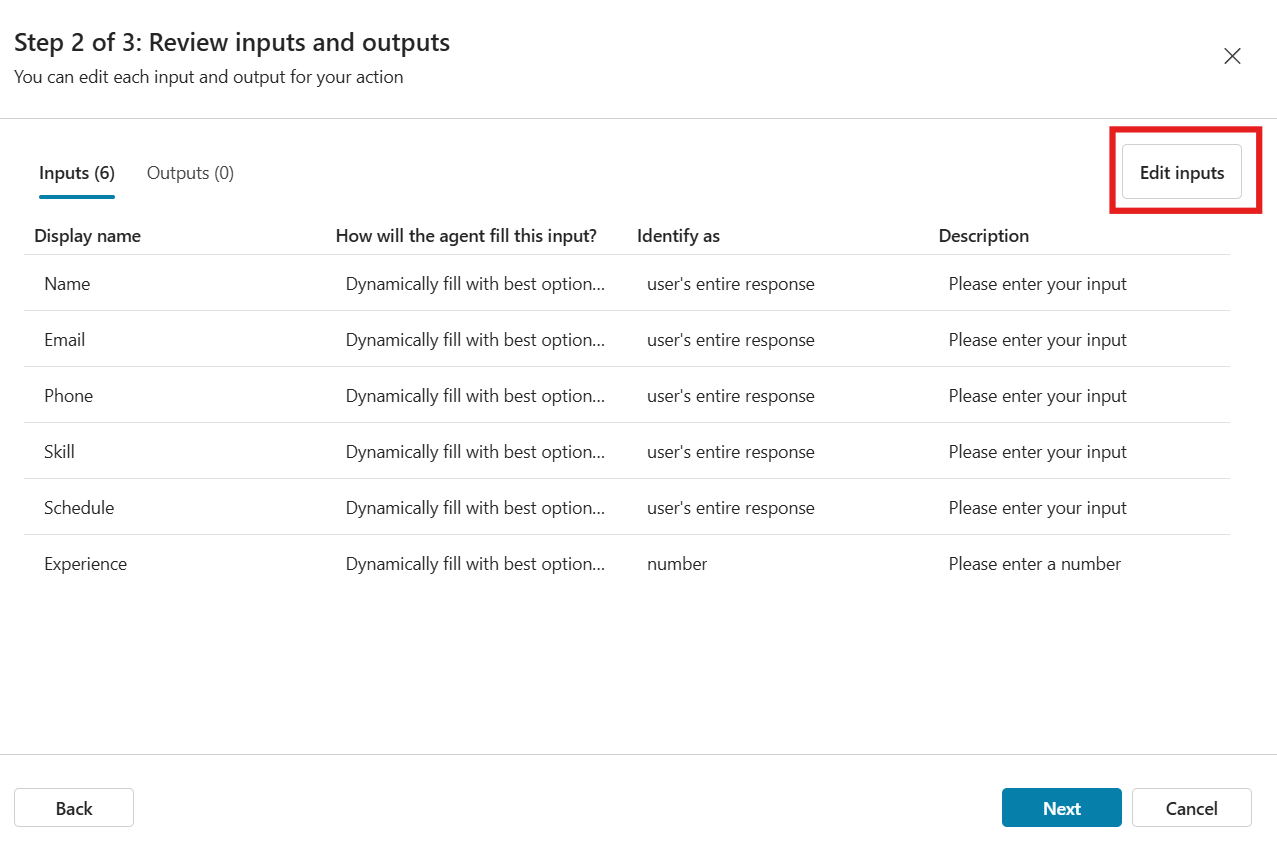 Step 2 of 3: Review inputs and outputs
You can edit each input and output for your action
Inputs (6) Outputs (0) Edit inputs
Display name How will the agent fill this input? Identify as Description
Name Dynamically fill with best option... user's entire response Please enter your input
Email Dynamically fill with best option... user's entire response Please enter your input
Phone Dynamically fill with best option... user's entire response Please enter your input
Skill Dynamically fill with best option... user's entire response Please enter your input
Schedule Dynamically fill with best option... user's entire response Please enter your input
Experience Dynamically fill with best option... number Please enter a number
Back Next Cancel